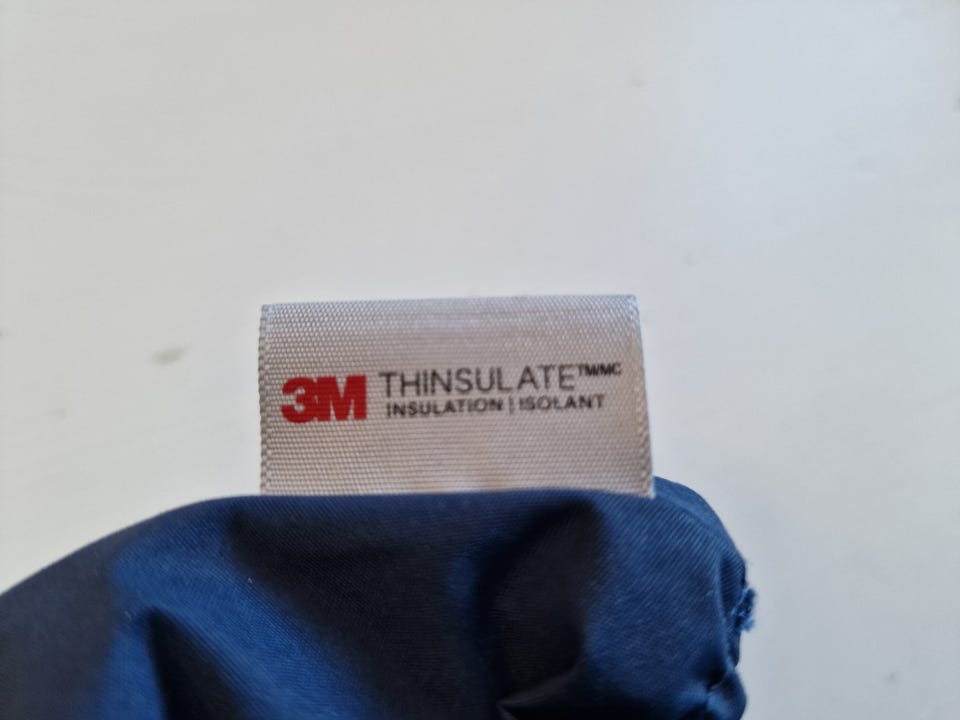 3M THINSULATE™/MC
INSULATION | ISOLANT